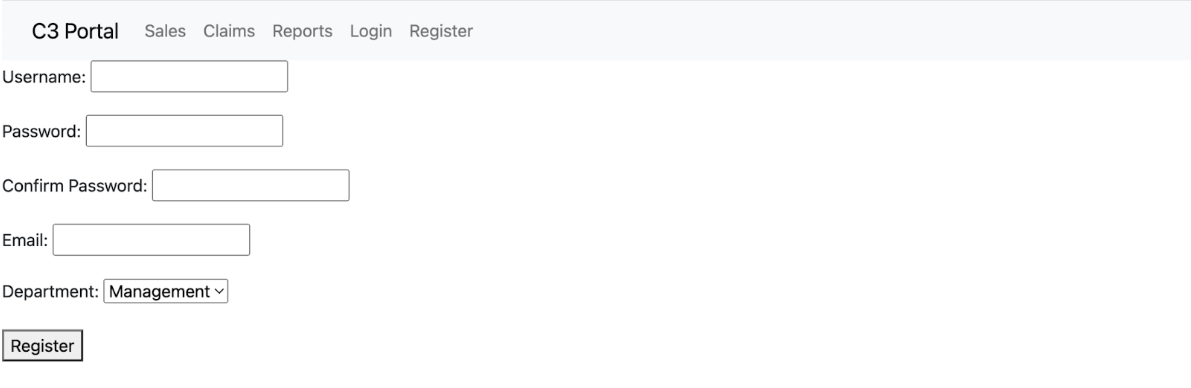 C3 Portal Sales Claims Reports Login Register
Username:
Password:
Confirm Password:
Email:
Department: Management
Register